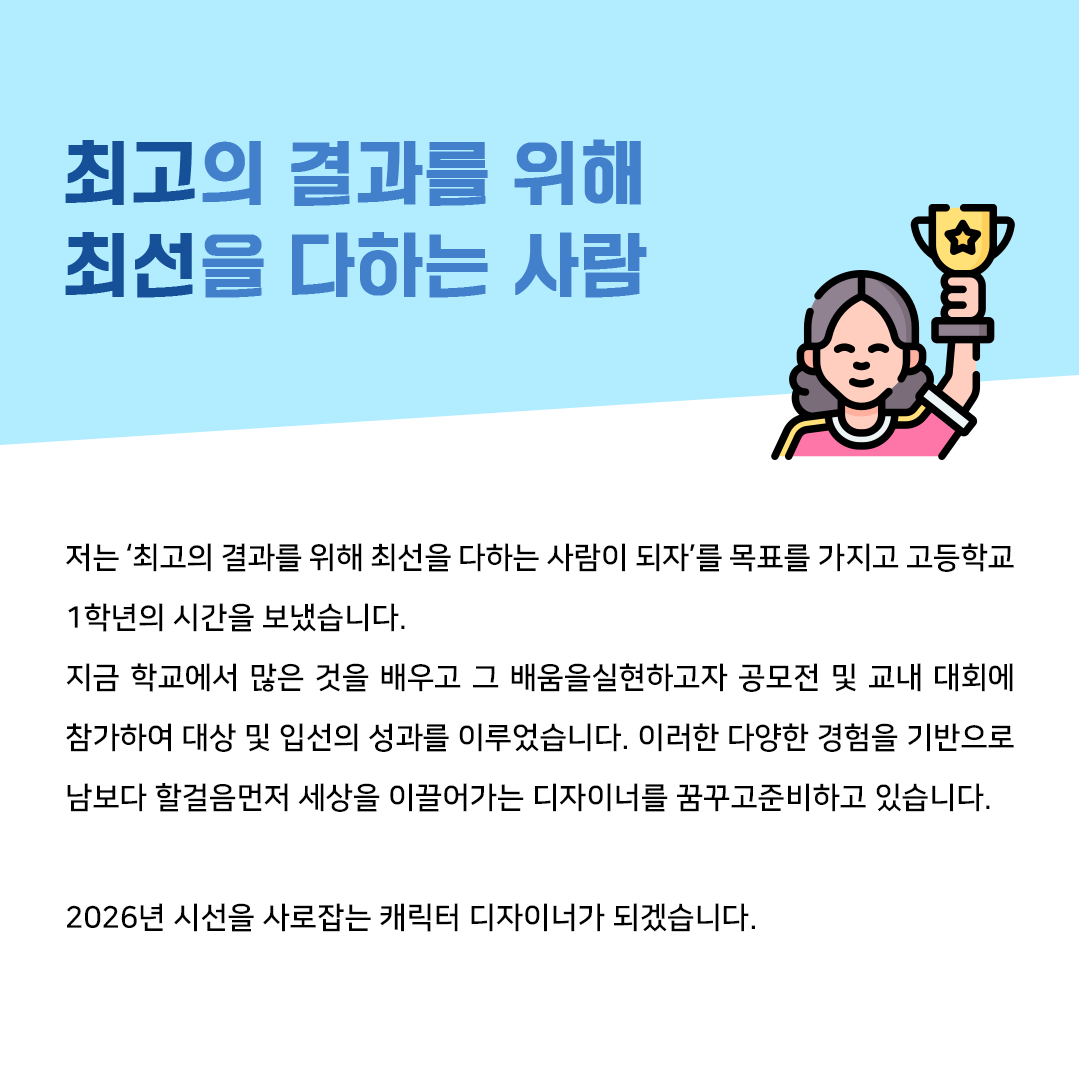 최고의 결과를 위해
최선을 다하는 사람
저는 ‘최고의 결과를 위해 최선을 다하는 사람이 되자’를 목표를 가지고 고등학교
1학년의 시간을 보냈습니다.
지금 학교에서 많은 것을 배우고 그 배움을실현하고자 공모전 및 교내 대회에
참가하여 대상 및 입선의 성과를 이루었습니다. 이러한 다양한 경험을 기반으로
남보다 할걸음먼저 세상을 이끌어가는 디자이너를 꿈꾸고준비하고 있습니다.
2026년 시선을 사로잡는 캐릭터 디자이너가 되겠습니다.